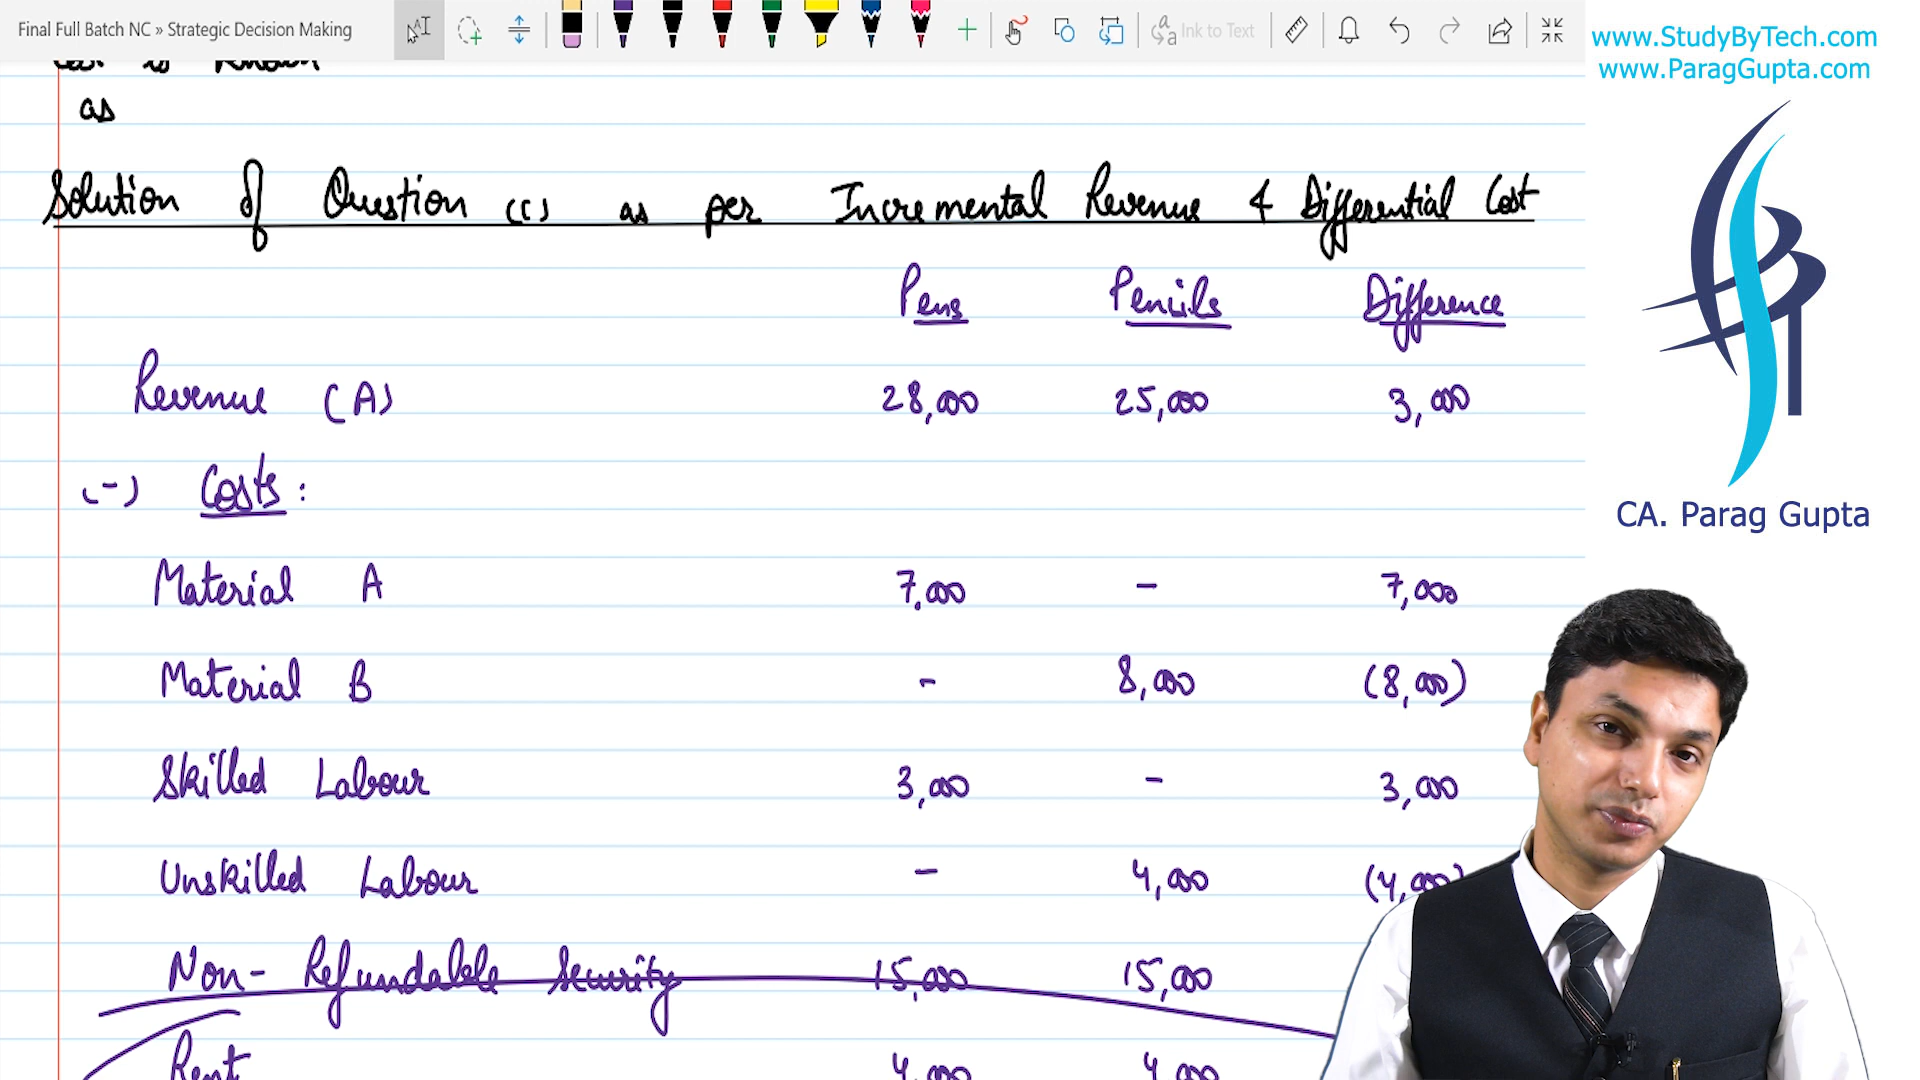 Final Full Batch NC » Strategic Decision Making
Ink to Text
www.StudyByTech.com
www.ParagGupta.com
as
Solution of Question (C) as per Incremental Revenue & Differential Cost
Pens Pencils Difference
Revenue (A) 28,000 25,000 3,000
(-) Costs :
Material A 7,000 - 7,000
Material B - 8,000 (8,000)
Skilled Labour 3,000 - 3,000
Unskilled Labour - 4,000 (4,000)
Non- Refundable Security 15,000 15,000
Rent 4,000 4,000
CA. Parag Gupta